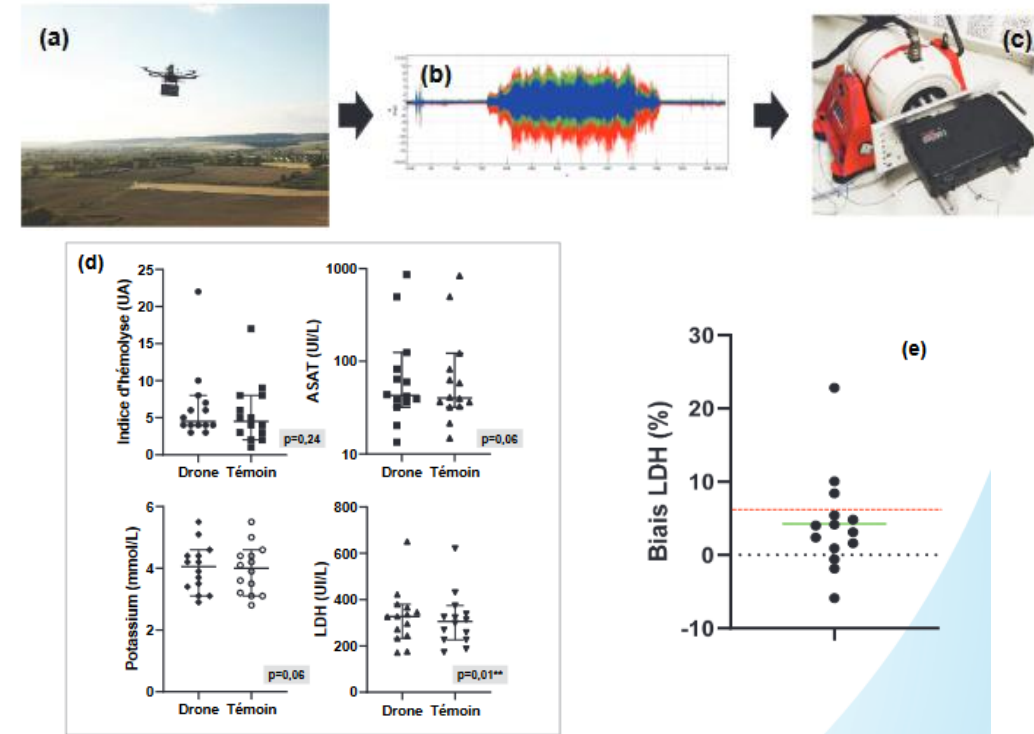 (a)
(b)
(c)
(d)
Indice d'hémolyse (UA)
25
20
15
10
5
0
Drone Témoin
p=0,24
ASAT (UI/L)
1000
100
10
Drone Témoin
p=0,06
Potassium (mmol/L)
6
4
2
0
Drone Témoin
p=0,06
LDH (UI/L)
800
600
400
200
0
Drone Témoin
p=0,01**
(e)
Biais LDH (%)
30
20
10
0
-10